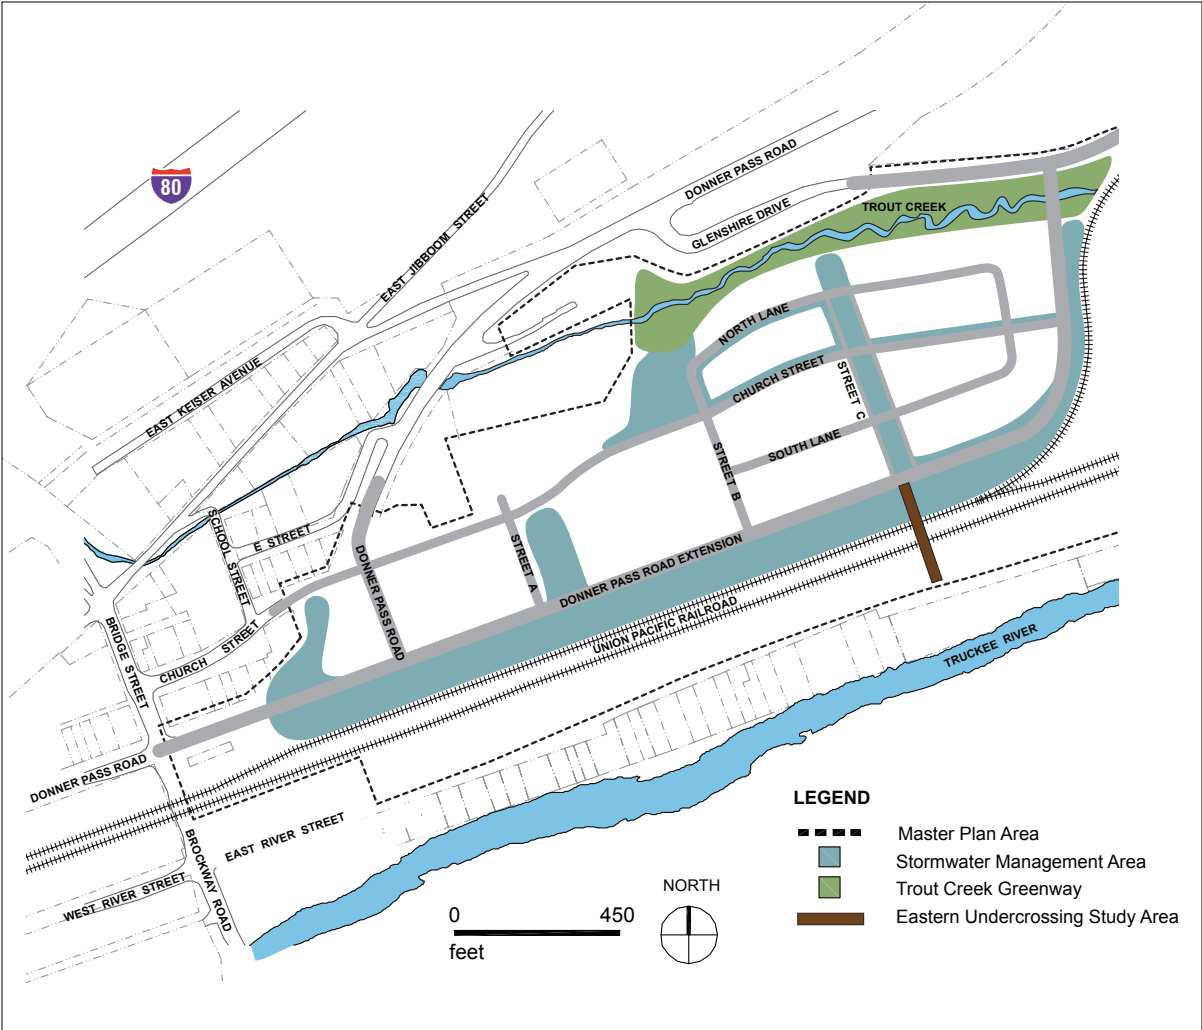 80
DONNER PASS ROAD
GLENSHIRE DRIVE
TROUT CREEK
EAST JIBBOOM STREET
NORTH LANE
EAST KEISER AVENUE
CHURCH STREET
STREET C
SOUTH LANE
STREET B
SCHOOL STREET
E STREET
STREET A
DONNER PASS ROAD
DONNER PASS ROAD EXTENSION
UNION PACIFIC RAILROAD
BRIDGE STREET
CHURCH STREET
TRUCKEE RIVER
DONNER PASS ROAD
EAST RIVER STREET
BROCKWAY ROAD
WEST RIVER STREET
LEGEND
Master Plan Area
Stormwater Management Area
Trout Creek Greenway
Eastern Undercrossing Study Area
0 450
feet
NORTH